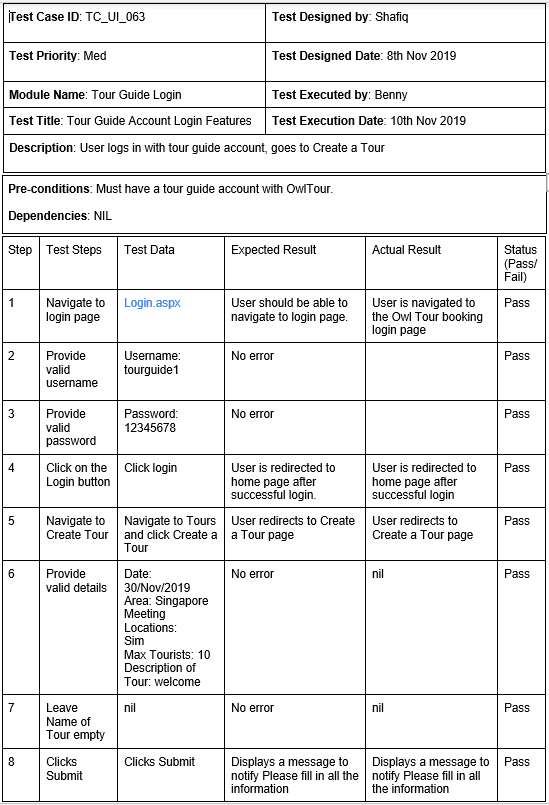 Test Case ID: TC_UI_063
Test Designed by: Shafiq
Test Priority: Med
Test Designed Date: 8th Nov 2019
Module Name: Tour Guide Login
Test Executed by: Benny
Test Title: Tour Guide Account Login Features
Test Execution Date: 10th Nov 2019
Description: User logs in with tour guide account, goes to Create a Tour
Pre-conditions: Must have a tour guide account with OwlTour.
Dependencies: NIL
Step
Test Steps
Test Data
Expected Result
Actual Result
Status
(Pass/
Fail)
1
Navigate to
login page
Login.aspx
User should be able to
navigate to login page.
User is navigated to
the Owl Tour booking
login page
Pass
2
Provide
valid
username
Username:
tourguide1
No error
Pass
3
Provide
valid
password
Password:
12345678
No error
Pass
4
Click on the
Login button
Click login
User is redirected to
home page after
successful login.
User is redirected to
home page after
successful login
Pass
5
Navigate to
Create Tour
Navigate to Tours
and click Create a
Tour
User redirects to Create
a Tour page
User redirects to
Create a Tour page
Pass
6
Provide
valid details
Date:
30/Nov/2019
Area: Singapore
Meeting
Locations:
Sim
Max Tourists: 10
Description of
Tour: welcome
No error
nil
Pass
7
Leave
Name of
Tour empty
nil
No error
nil
Pass
8
Clicks
Submit
Clicks Submit
Displays a message to
notify Please fill in all the
information
Displays a message to
notify Please fill in all
the information
Pass